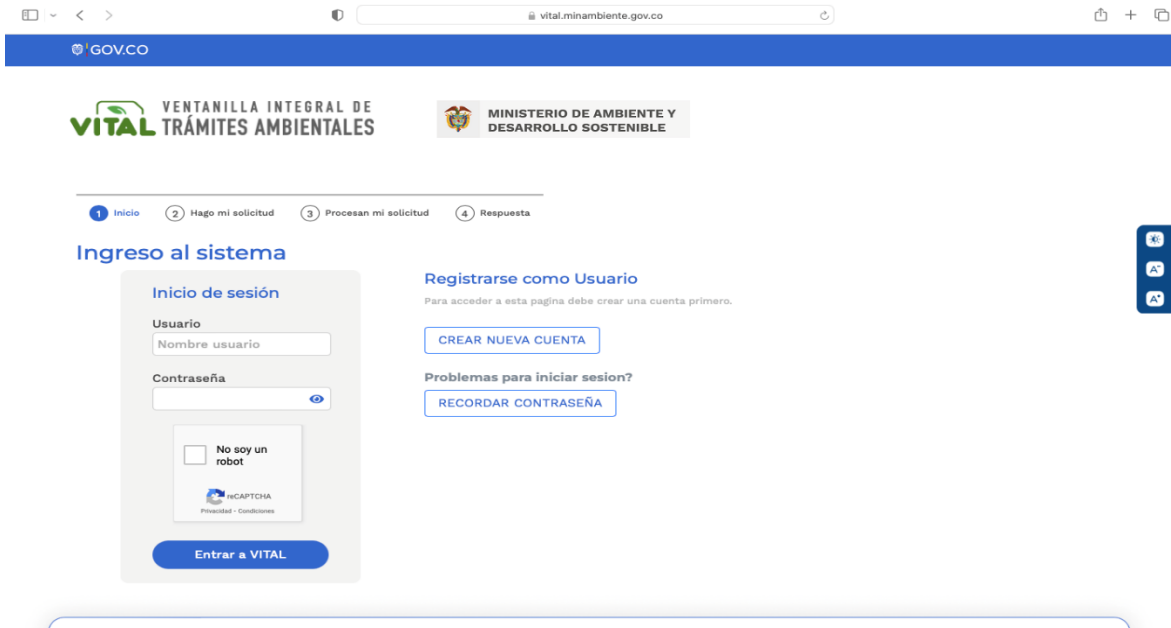 vital.minambiente.gov.co
GOV.CO
VITAL
VENTANILLA INTEGRAL DE
TRÁMITES AMBIENTALES
MINISTERIO DE AMBIENTE Y
DESARROLLO SOSTENIBLE
1 Inicio 2 Hago mi solicitud 3 Procesan mi solicitud 4 Respuesta
Ingreso al sistema
Inicio de sesión
Usuario
Nombre usuario
Contraseña
No soy un
robot
reCAPTCHA
Privacidad - Condiciones
Entrar a VITAL
Registrarse como Usuario
Para acceder a esta pagina debe crear una cuenta primero.
CREAR NUEVA CUENTA
Problemas para iniciar sesion?
RECORDAR CONTRASEÑA
A-
A+